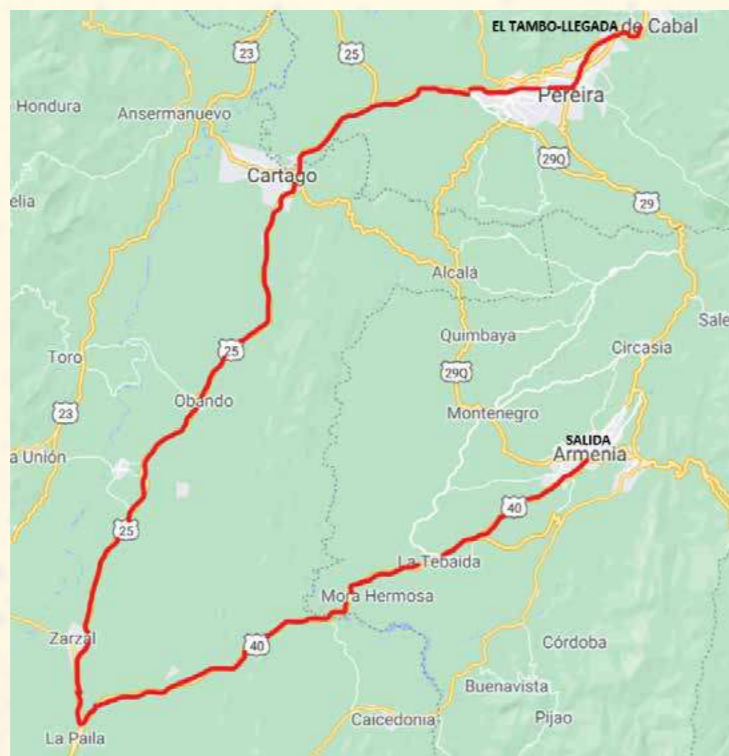 EL TAMBO-LLEGADA
de Cabal
23
25
Hondura
Ansermanuevo
Pereira
29Q
Cartago
elia
29
Alcalá
Sale
Quimbaya
Toro
25
Circasia
29Q
Obando
23
Montenegro
SALIDA
a Unión
Armenia
25
40
La Tebaida
Mora Hermosa
Zarzal
40
Córdoba
Buenavista
Caicedonia
Pijao
La Paila